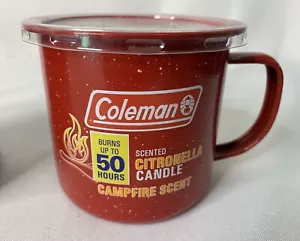 Coleman
BURNS
UP TO
50
HOURS
SCENTED
CITRONELLA
CANDLE
CAMPFIRE SCENT